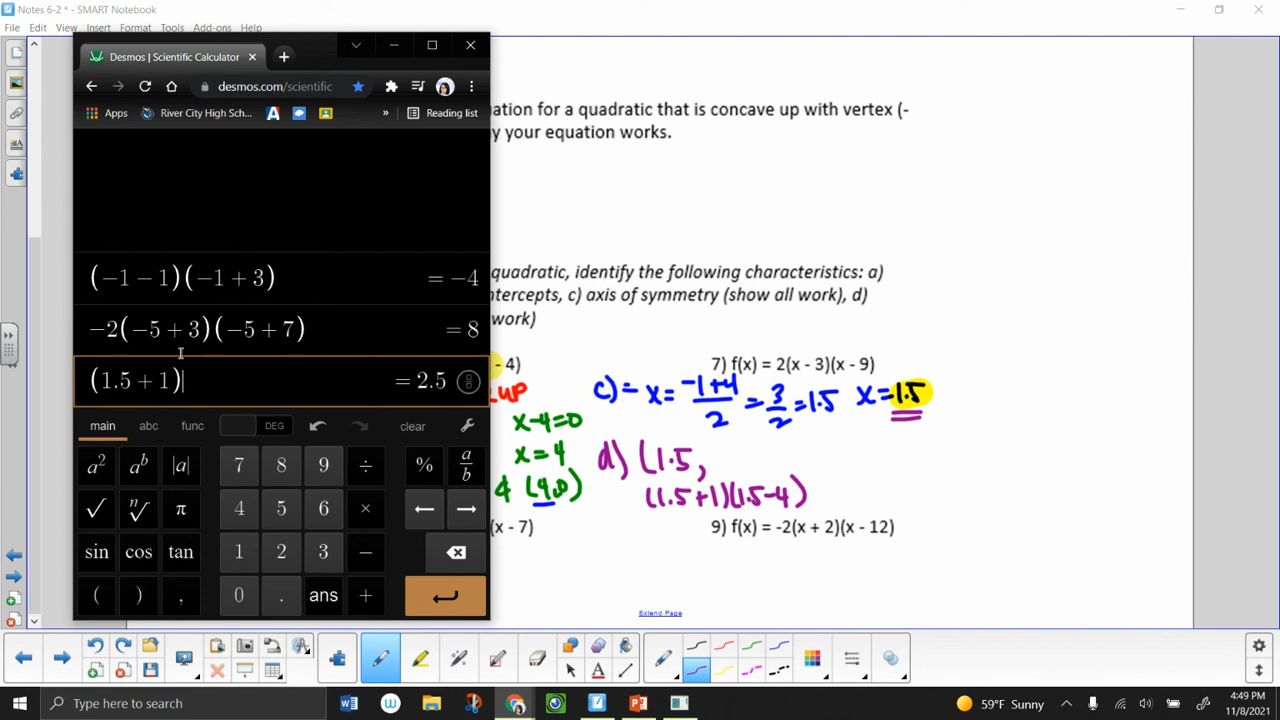 Notes 6-2 * - SMART Notebook
File Edit View Insert Format Tools Add-ons Help
Desmos | Scientific Calculator
desmos.com/scientific
Apps River City High Sc... » Reading list
uation for a quadratic that is concave up with vertex (-
y your equation works.
(−1 − 1)(−1 + 3) = −4
−2(−5 + 3)(−5 + 7) = 8
(1.5 + 1) = 2.5
quadratic, identify the following characteristics: a)
ntercepts, c) axis of symmetry (show all work), d)
work)
- 4)
7) f(x) = 2(x - 3)(x - 9)
up
c) = x = -1+4/2 = 3/2 = 1.5 x = 1.5
x-4=0
x = 4
(4,0)
d) (1.5,
(1.5+1)(1.5-4)
(x - 7)
9) f(x) = -2(x + 2)(x - 12)
main abc func DEG clear
a² aᵇ |a| 7 8 9 ÷ % a/b
√ ⁿ√ π 4 5 6 × ← →
sin cos tan 1 2 3 −
( ) , 0 . ans +
Extend Page
Type here to search
59°F Sunny
4:49 PM
11/8/2021